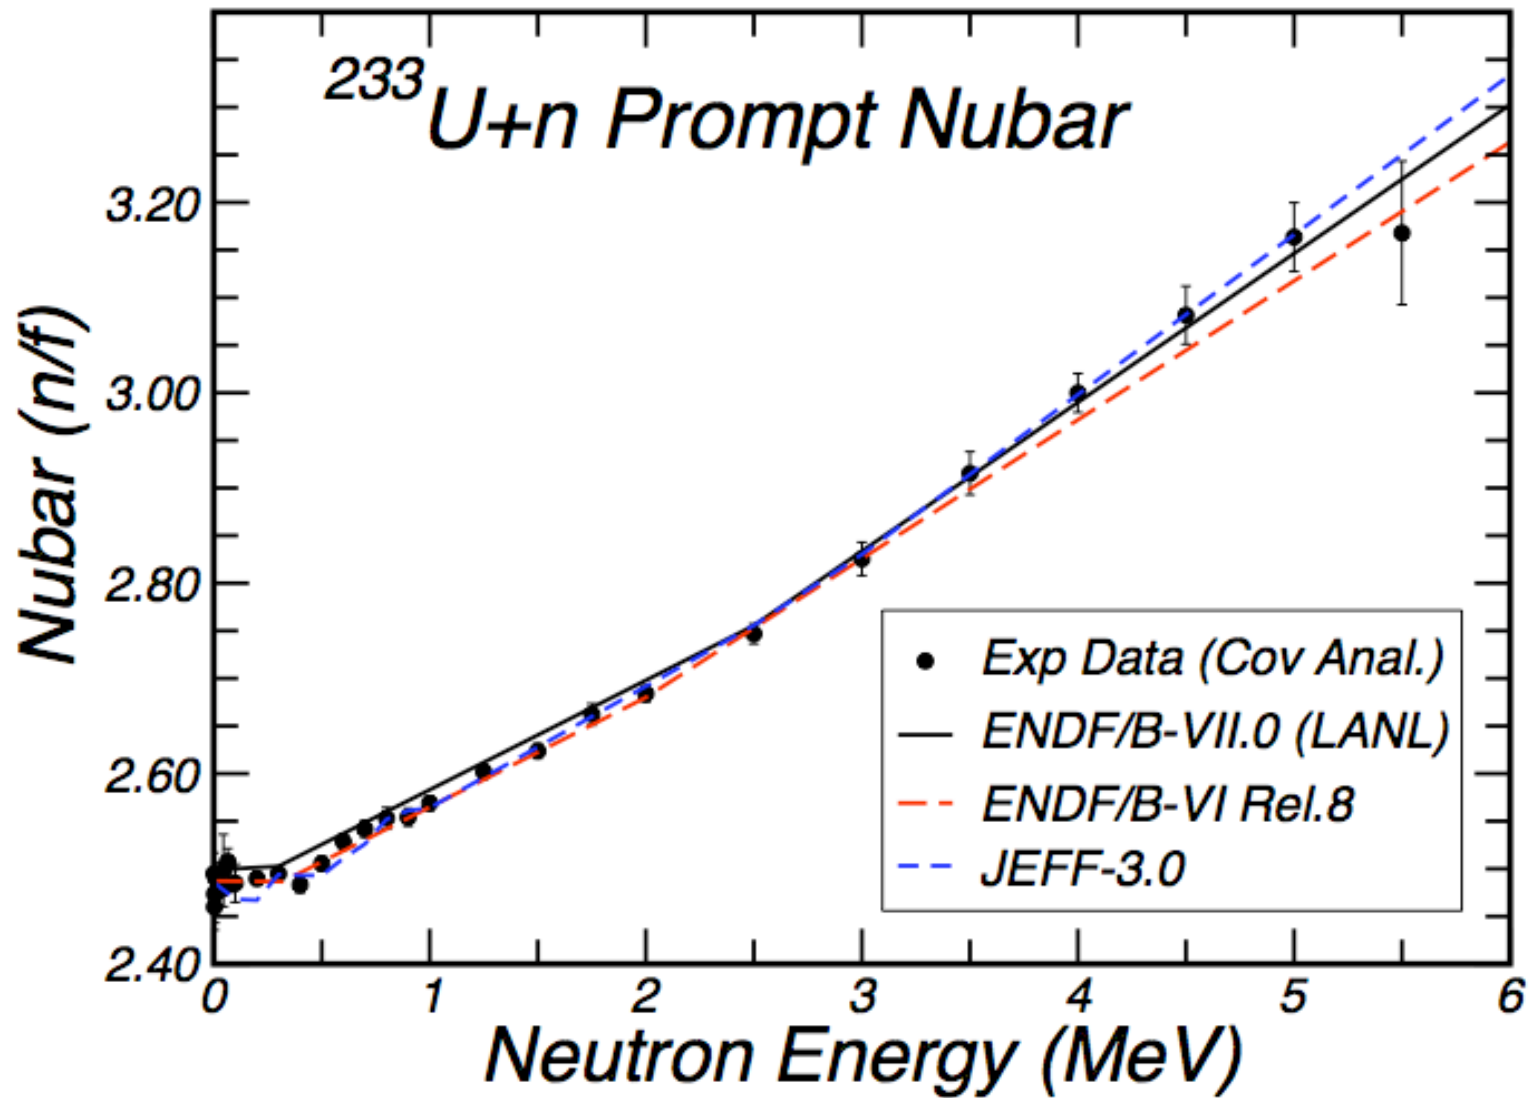 ²³³U+n Prompt Nubar
Nubar (n/f)
3.20
3.00
2.80
2.60
2.40
Exp Data (Cov Anal.)
ENDF/B-VII.0 (LANL)
ENDF/B-VI Rel.8
JEFF-3.0
0 1 2 3 4 5 6
Neutron Energy (MeV)